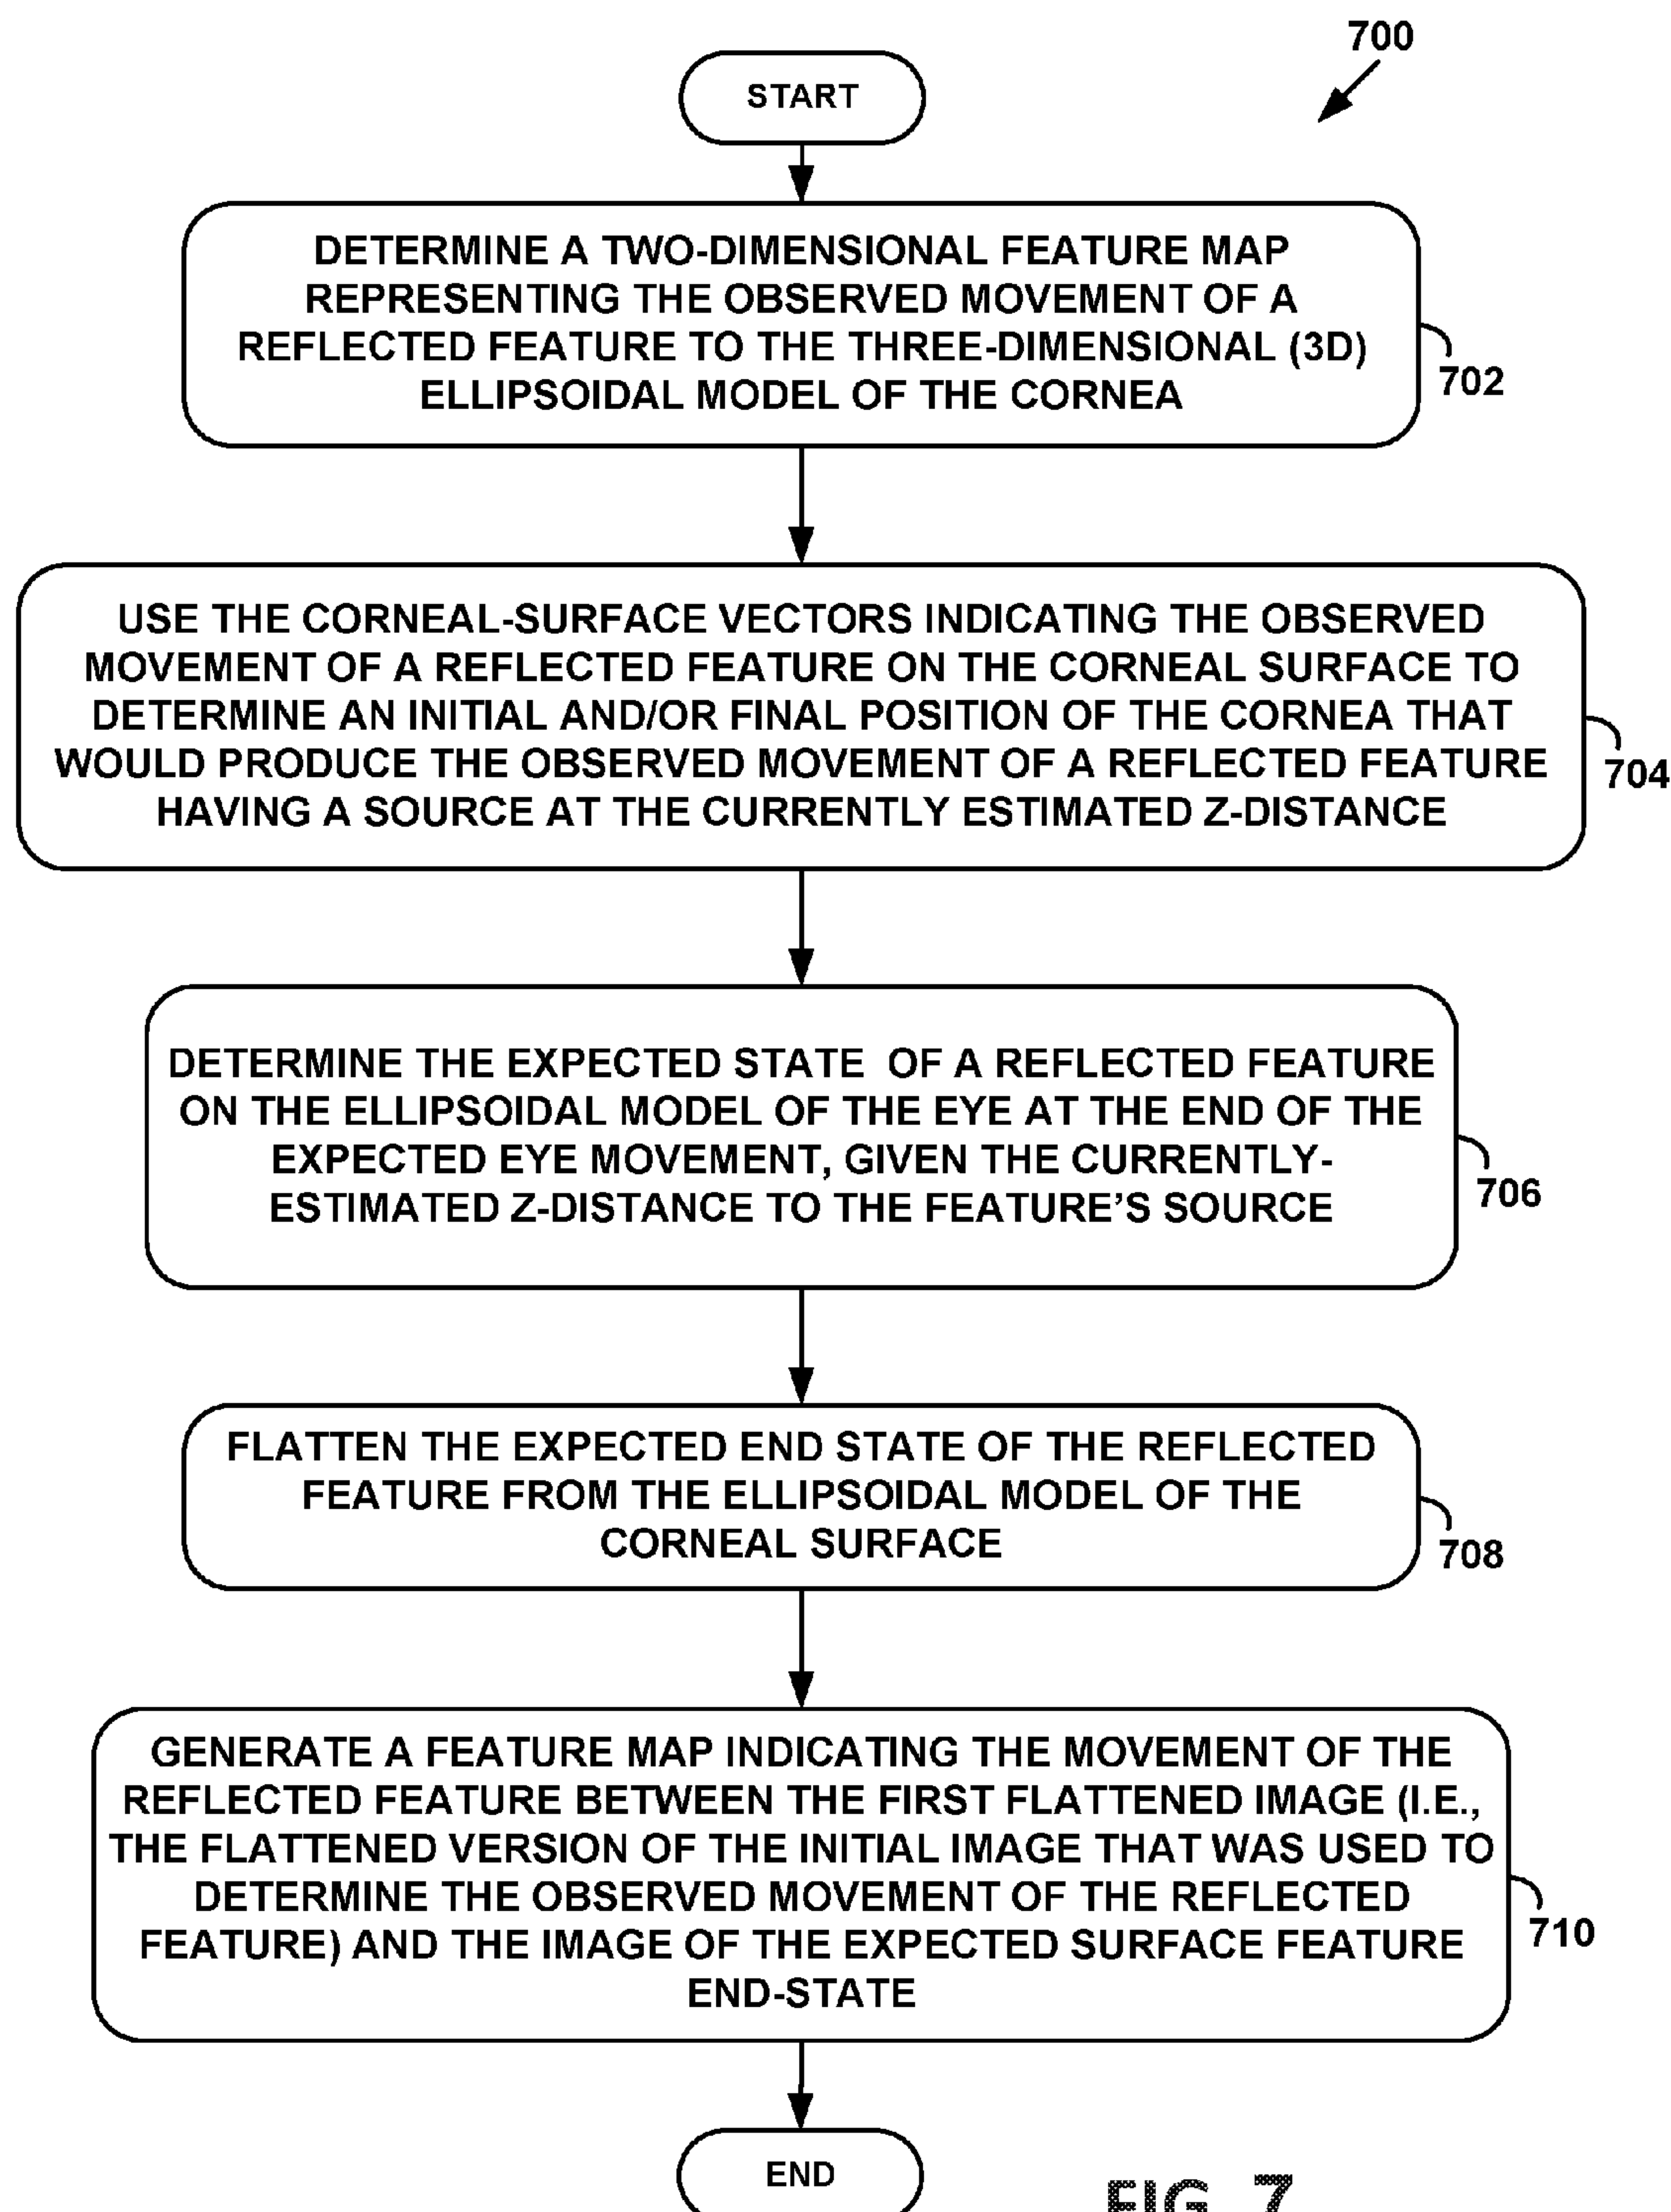 700
START
DETERMINE A TWO-DIMENSIONAL FEATURE MAP
REPRESENTING THE OBSERVED MOVEMENT OF A
REFLECTED FEATURE TO THE THREE-DIMENSIONAL (3D)
ELLIPSOIDAL MODEL OF THE CORNEA
702
USE THE CORNEAL-SURFACE VECTORS INDICATING THE OBSERVED
MOVEMENT OF A REFLECTED FEATURE ON THE CORNEAL SURFACE TO
DETERMINE AN INITIAL AND/OR FINAL POSITION OF THE CORNEA THAT
WOULD PRODUCE THE OBSERVED MOVEMENT OF A REFLECTED FEATURE
HAVING A SOURCE AT THE CURRENTLY ESTIMATED Z-DISTANCE
704
DETERMINE THE EXPECTED STATE OF A REFLECTED FEATURE
ON THE ELLIPSOIDAL MODEL OF THE EYE AT THE END OF THE
EXPECTED EYE MOVEMENT, GIVEN THE CURRENTLY-
ESTIMATED Z-DISTANCE TO THE FEATURE’S SOURCE
706
FLATTEN THE EXPECTED END STATE OF THE REFLECTED
FEATURE FROM THE ELLIPSOIDAL MODEL OF THE
CORNEAL SURFACE
708
GENERATE A FEATURE MAP INDICATING THE MOVEMENT OF THE
REFLECTED FEATURE BETWEEN THE FIRST FLATTENED IMAGE (I.E.,
THE FLATTENED VERSION OF THE INITIAL IMAGE THAT WAS USED TO
DETERMINE THE OBSERVED MOVEMENT OF THE REFLECTED
FEATURE) AND THE IMAGE OF THE EXPECTED SURFACE FEATURE
END-STATE
710
END
FIG. 7